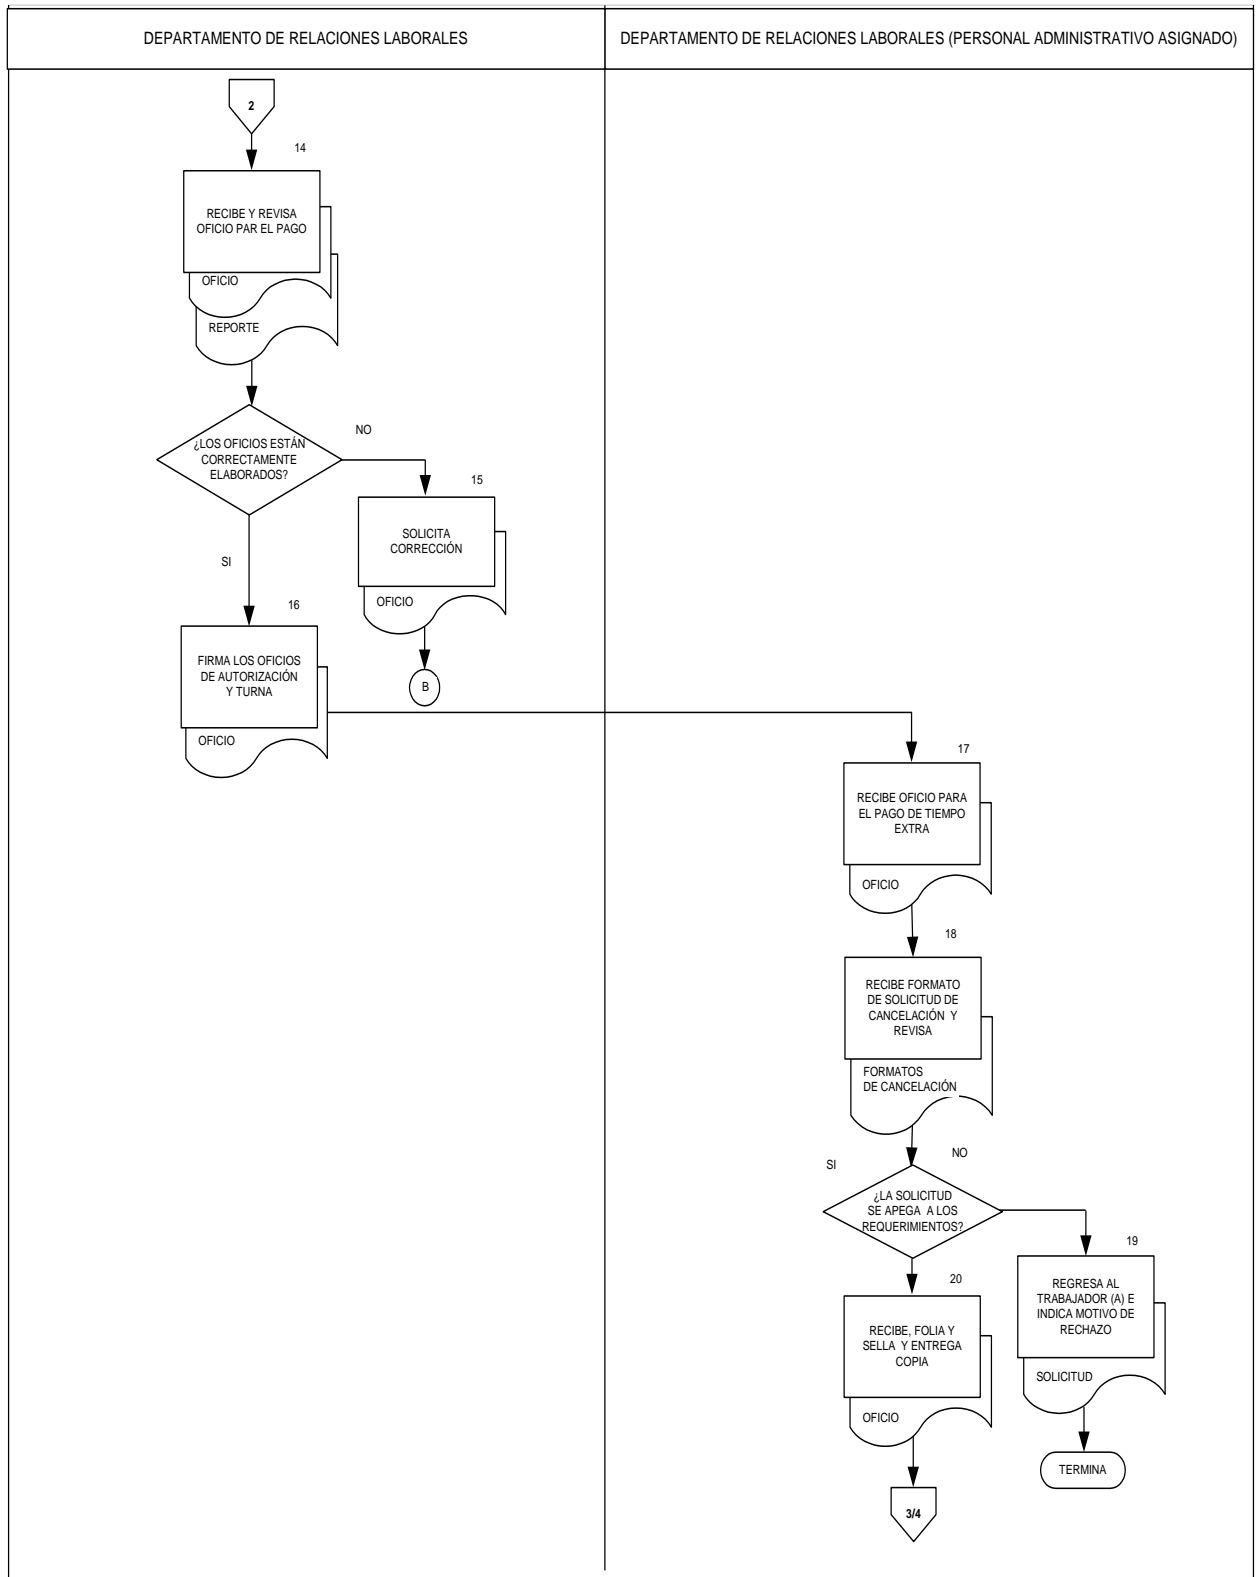 DEPARTAMENTO DE RELACIONES LABORALES
DEPARTAMENTO DE RELACIONES LABORALES (PERSONAL ADMINISTRATIVO ASIGNADO)
2
14
RECIBE Y REVISA
OFICIO PAR EL PAGO
OFICIO
REPORTE
¿LOS OFICIOS ESTÁN
CORRECTAMENTE
ELABORADOS?
NO
15
SOLICITA
CORRECCIÓN
OFICIO
B
SI
16
FIRMA LOS OFICIOS
DE AUTORIZACIÓN
Y TURNA
OFICIO
17
RECIBE OFICIO PARA
EL PAGO DE TIEMPO
EXTRA
OFICIO
18
RECIBE FORMATO
DE SOLICITUD DE
CANCELACIÓN Y
REVISA
FORMATOS
DE CANCELACIÓN
SI
NO
¿LA SOLICITUD
SE APEGA A LOS
REQUERIMIENTOS?
19
REGRESA AL
TRABAJADOR (A) E
INDICA MOTIVO DE
RECHAZO
SOLICITUD
TERMINA
20
RECIBE, FOLIA Y
SELLA Y ENTREGA
COPIA
OFICIO
3/4